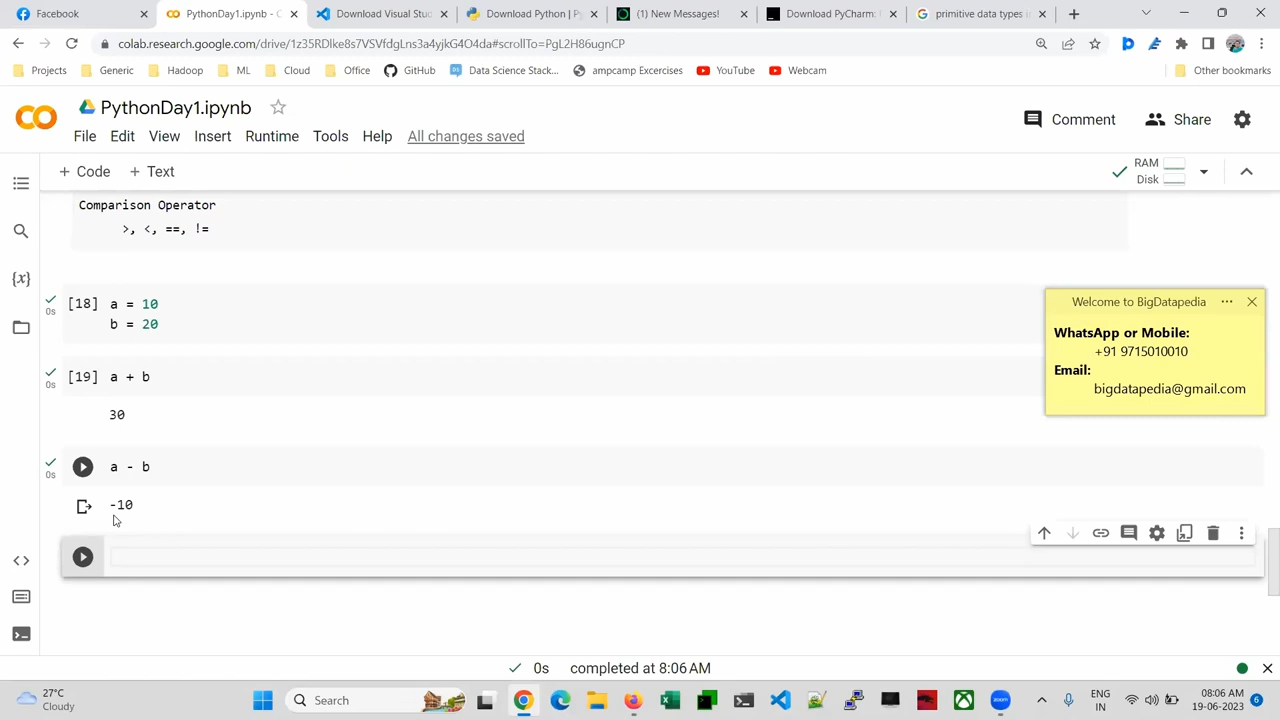 Facebook
PythonDay1.ipynb - C
Download Visual Stu
Download Python | Py
(1) New Messages!
Download PyCharm
primitive data types i
colab.research.google.com/drive/1z35RDIke8s7VSVfdgLns3a4yjkC4O4da#scrollTo=PgL2H86ugnCP
Projects
Generic
Hadoop
ML
Cloud
Office
GitHub
Data Science Stack...
ampcamp Excercises
YouTube
Webcam
Other bookmarks
PythonDay1.ipynb
Comment
Share
File Edit View Insert Runtime Tools Help All changes saved
+ Code + Text
RAM
Disk
Comparison Operator
>, <, ==, !=
[18] a = 10
b = 20
0s
[19] a + b
0s
30
a - b
0s
-10
Welcome to BigDatapedia
WhatsApp or Mobile:
+91 9715010010
Email:
bigdatapedia@gmail.com
0s completed at 8:06 AM
27°C
Cloudy
Search
ENG
IN
08:06 AM
19-06-2023
6